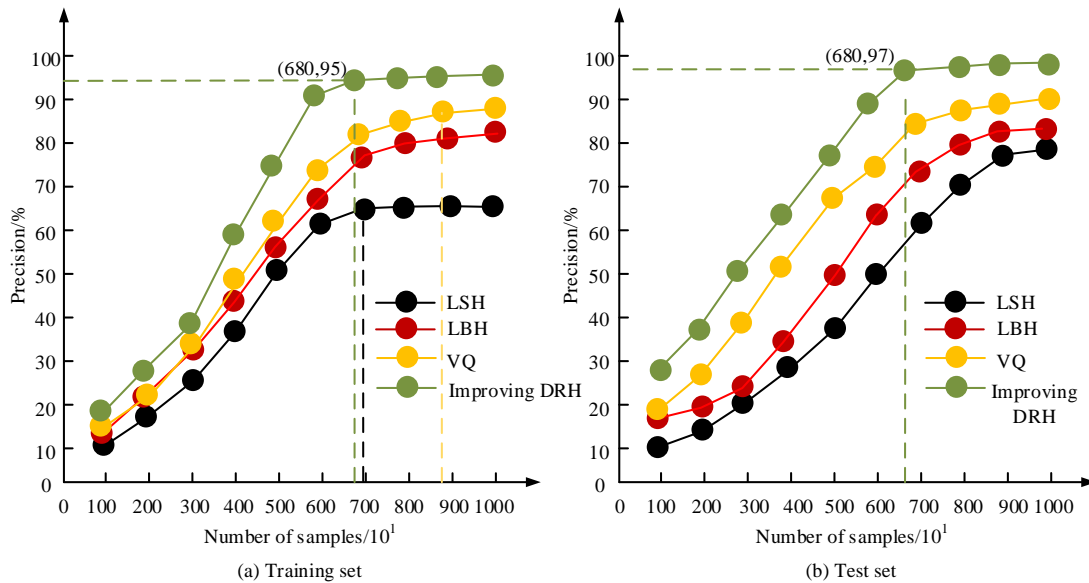 100
90
80
70
60
50
40
30
20
10
0
Precision/%
(680,95)
LSH
LBH
VQ
Improving DRH
0 100 200 300 400 500 600 700 800 900 1000
Number of samples/10¹
(a) Training set
100
90
80
70
60
50
40
30
20
10
0
Precision/%
(680,97)
LSH
LBH
VQ
Improving
DRH
0 100 200 300 400 500 600 700 800 900 1000
Number of samples/10¹
(b) Test set